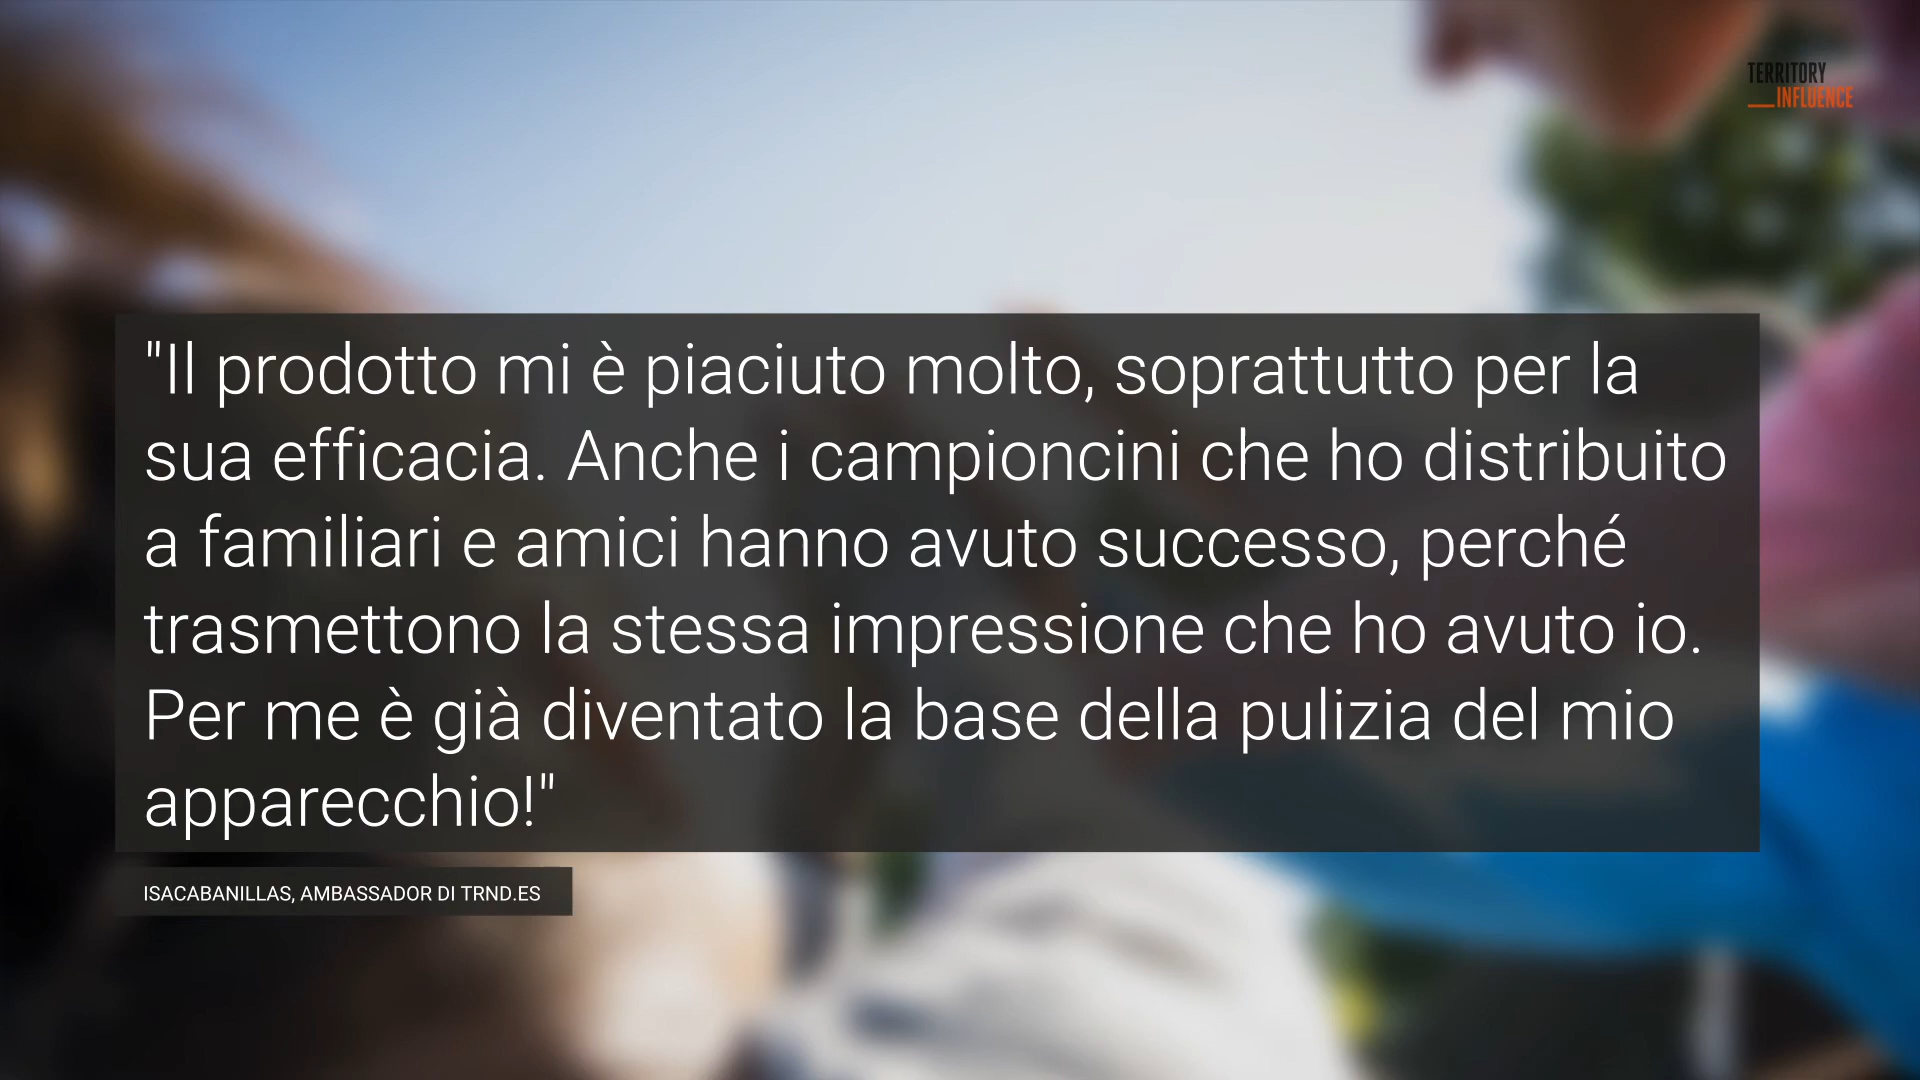 TERRITORY
INFLUENCE
"Il prodotto mi è piaciuto molto, soprattutto per la
sua efficacia. Anche i campioncini che ho distribuito
a familiari e amici hanno avuto successo, perché
trasmettono la stessa impressione che ho avuto io.
Per me è già diventato la base della pulizia del mio
apparecchio!"
ISACABANILLAS, AMBASSADOR DI TRND.ES